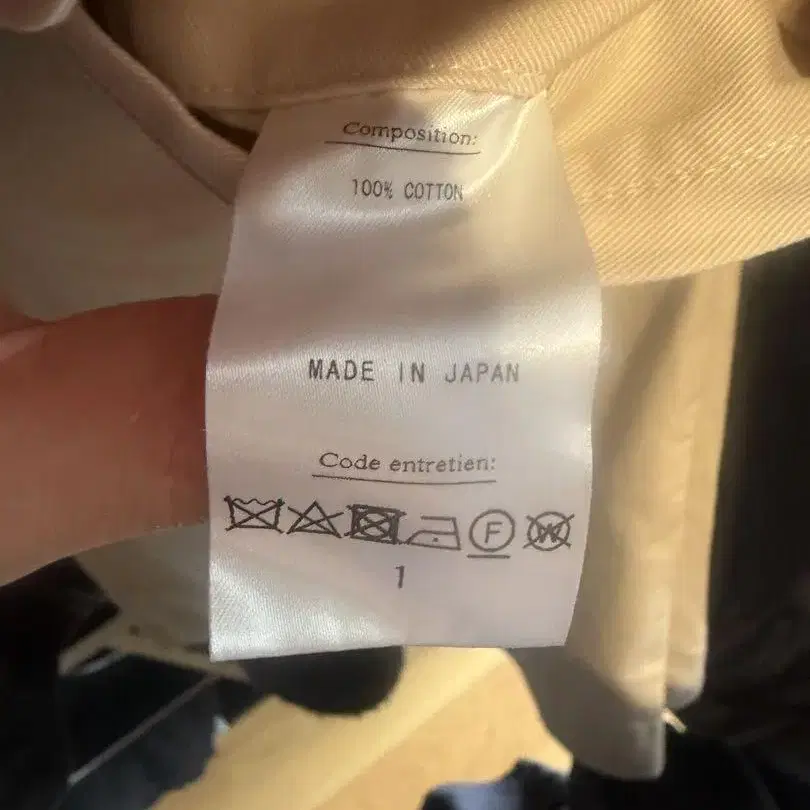 Composition:
100% COTTON
MADE IN JAPAN
Code entretien:
F W
1